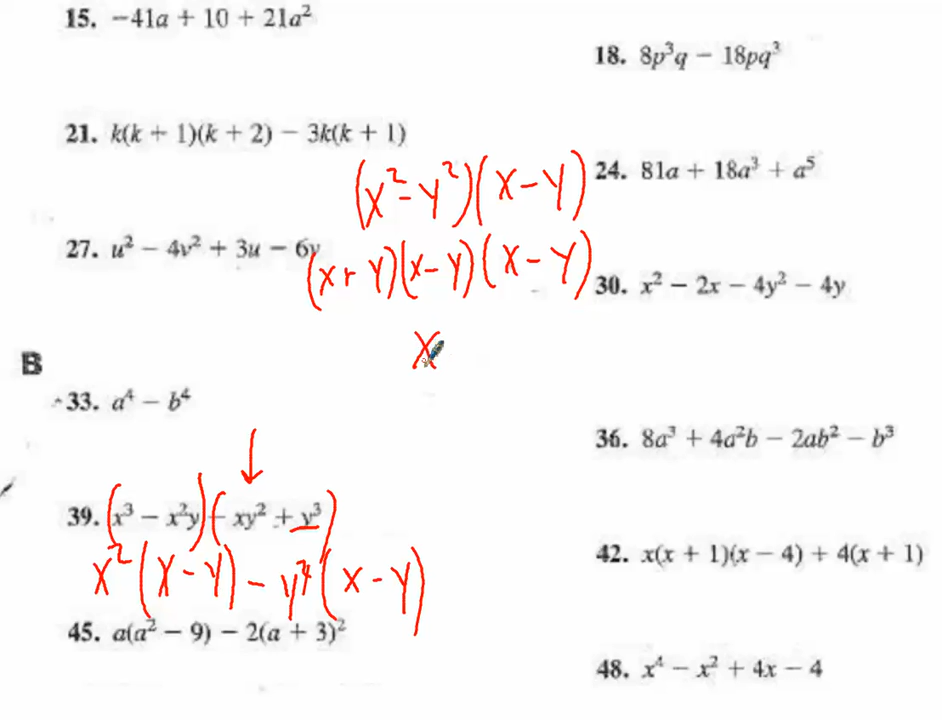 15. −41a + 10 + 21a²
18. 8p³q − 18pq³
21. k(k + 1)(k + 2) − 3k(k + 1)
(x² − y²)(x − y)
24. 81a + 18a³ + a⁵
27. u² − 4v² + 3u − 6v
(x + y)(x − y)(x − y)
30. x² − 2x − 4y² − 4y
x
B
33. a⁴ − b⁴
36. 8a³ + 4a²b − 2ab² − b³
39. (x³ − x²y)(− xy² + y³)
x²(x − y) − y²(x − y)
42. x(x + 1)(x − 4) + 4(x + 1)
45. a(a² − 9) − 2(a + 3)²
48. x⁴ − x² + 4x − 4